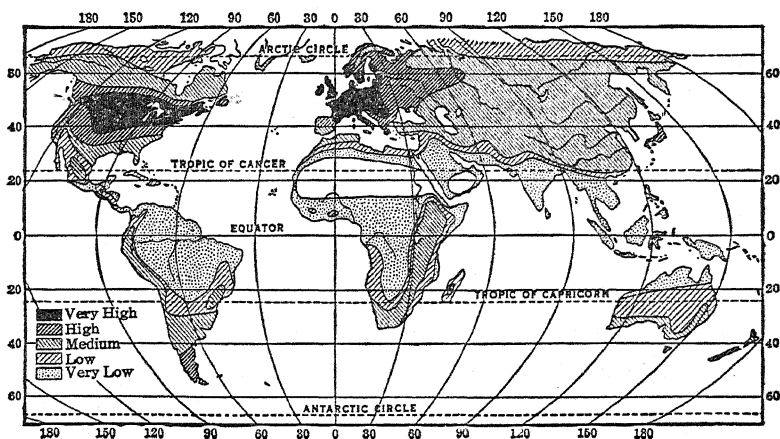 180 150 120 90 60 30 0 30 60 90 120 150 180
ARCTIC CIRCLE
60 60
40 40
TROPIC OF CANCER
20 20
EQUATOR
0 0
20 20
TROPIC OF CAPRICORN
Very High
High
Medium
Low
Very Low
40 40
60 60
ANTARCTIC CIRCLE
180 150 120 90 60 30 0 30 60 90 120 150 180